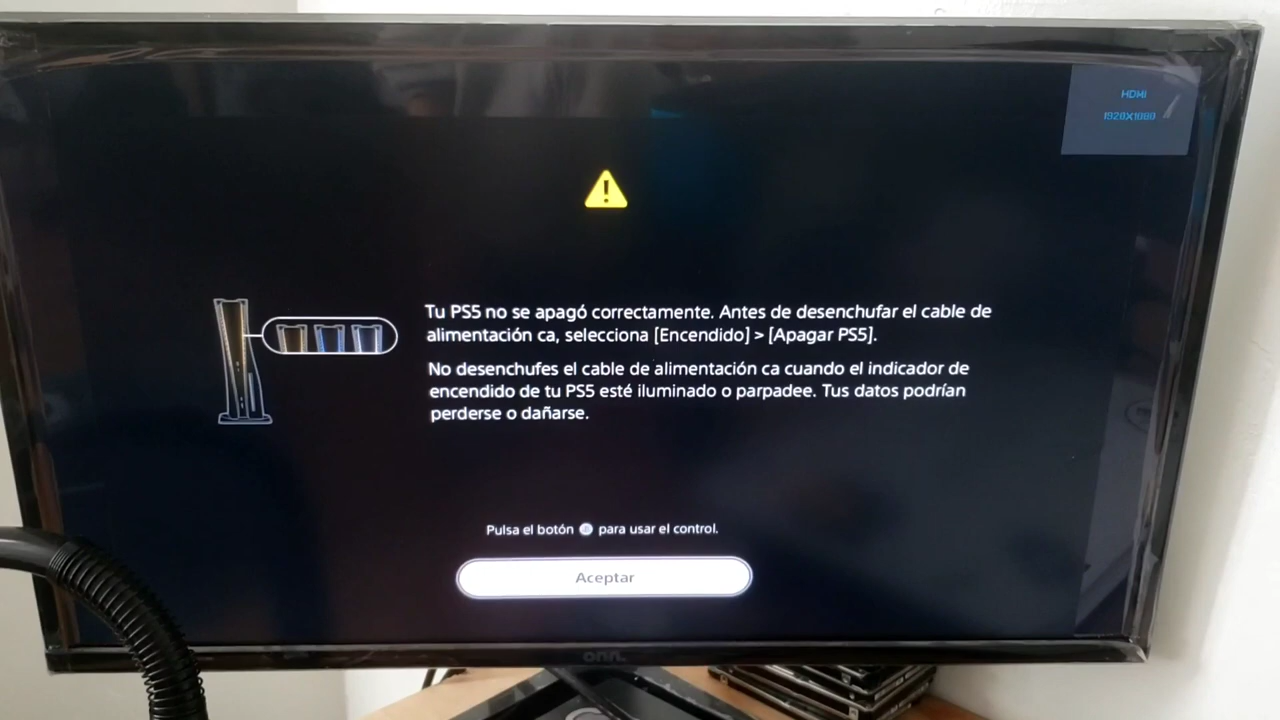 HDMI
1920X1080
Tu PS5 no se apagó correctamente. Antes de desenchufar el cable de
alimentación ca, selecciona [Encendido] > [Apagar PS5].
No desenchufes el cable de alimentación ca cuando el indicador de
encendido de tu PS5 esté iluminado o parpadee. Tus datos podrían
perderse o dañarse.
Pulsa el botón para usar el control.
Aceptar
onn.